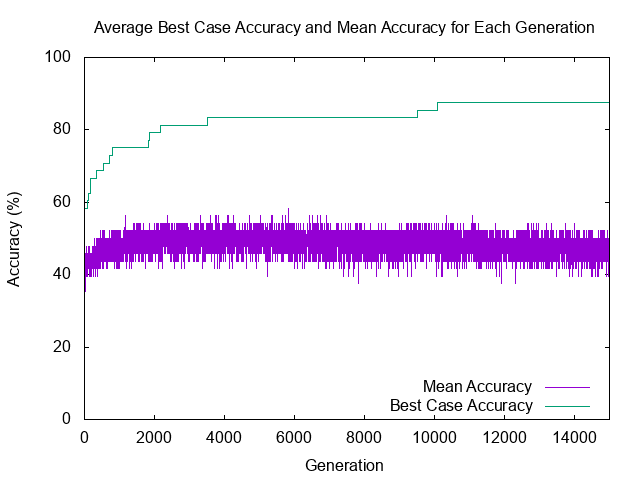 Average Best Case Accuracy and Mean Accuracy for Each Generation
100
80
60
40
20
0
Accuracy (%)
Mean Accuracy
Best Case Accuracy
0 2000 4000 6000 8000 10000 12000 14000
Generation